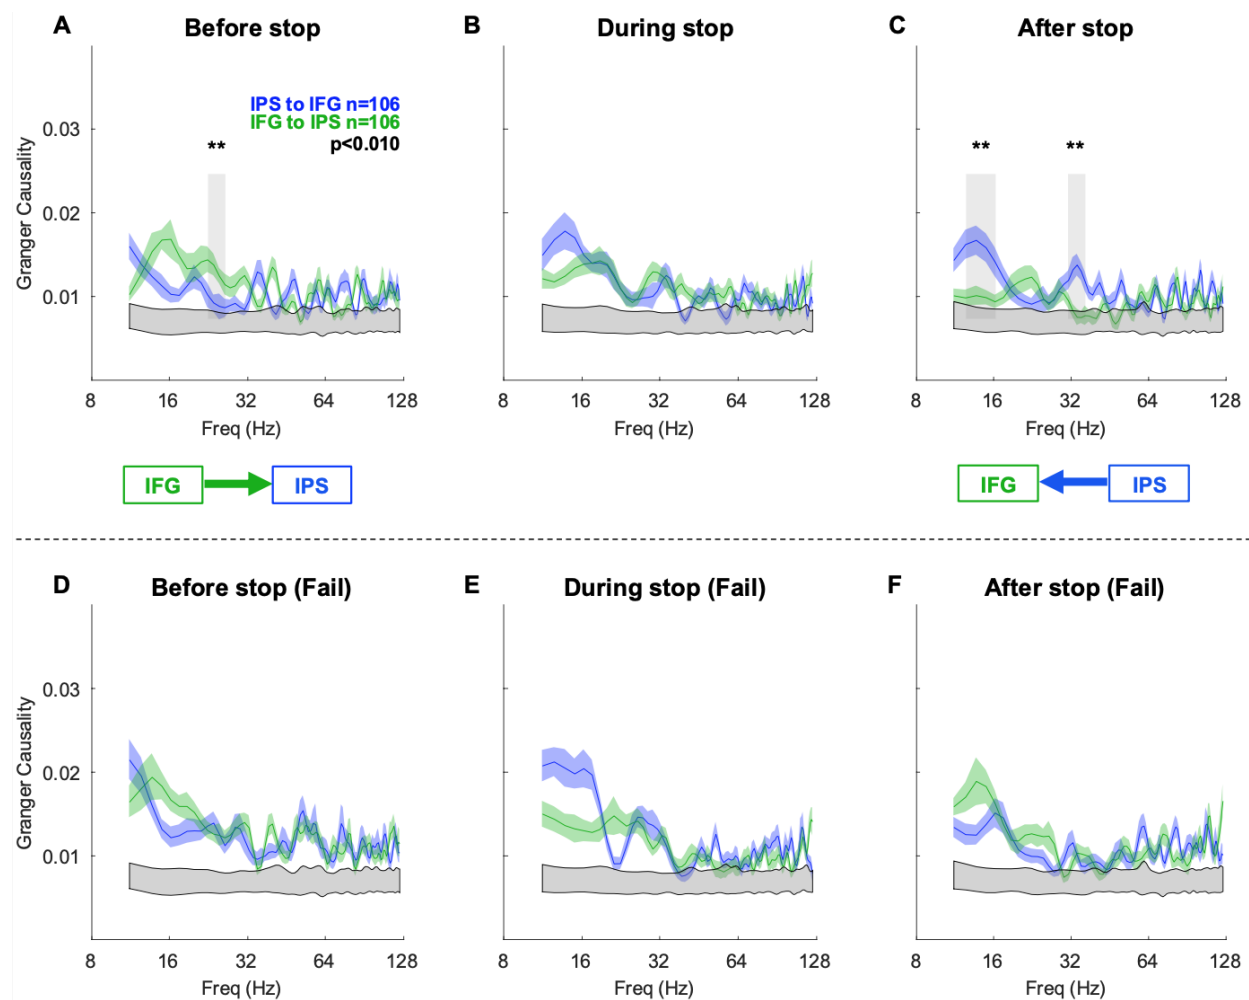 A Before stop
B During stop
C After stop
IPS to IFG n=106
IFG to IPS n=106
p<0.010
**
**
**
Granger Causality
0.03
0.02
0.01
8 16 32 64 128
8 16 32 64 128
8 16 32 64 128
Freq (Hz)
Freq (Hz)
Freq (Hz)
IFG IPS
IFG IPS
D Before stop (Fail)
E During stop (Fail)
F After stop (Fail)
Granger Causality
0.03
0.02
0.01
8 16 32 64 128
8 16 32 64 128
8 16 32 64 128
Freq (Hz)
Freq (Hz)
Freq (Hz)